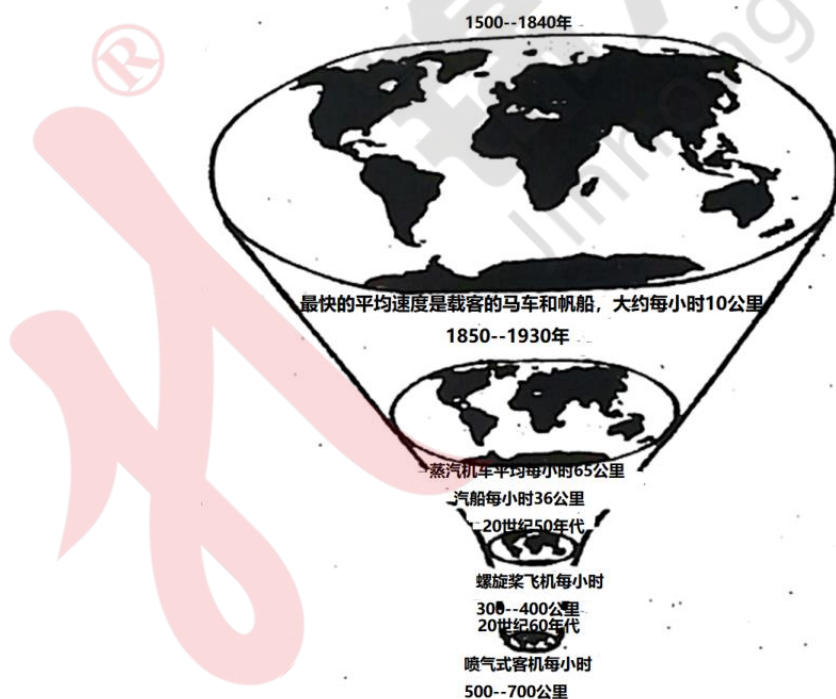 1500--1840年
最快的平均速度是载客的马车和帆船，大约每小时10公里
1850--1930年
蒸汽机车平均每小时65公里
汽船每小时36公里
20世纪50年代
螺旋桨飞机每小时
300--400公里
20世纪60年代
喷气式客机每小时
500--700公里
®
Jinhong